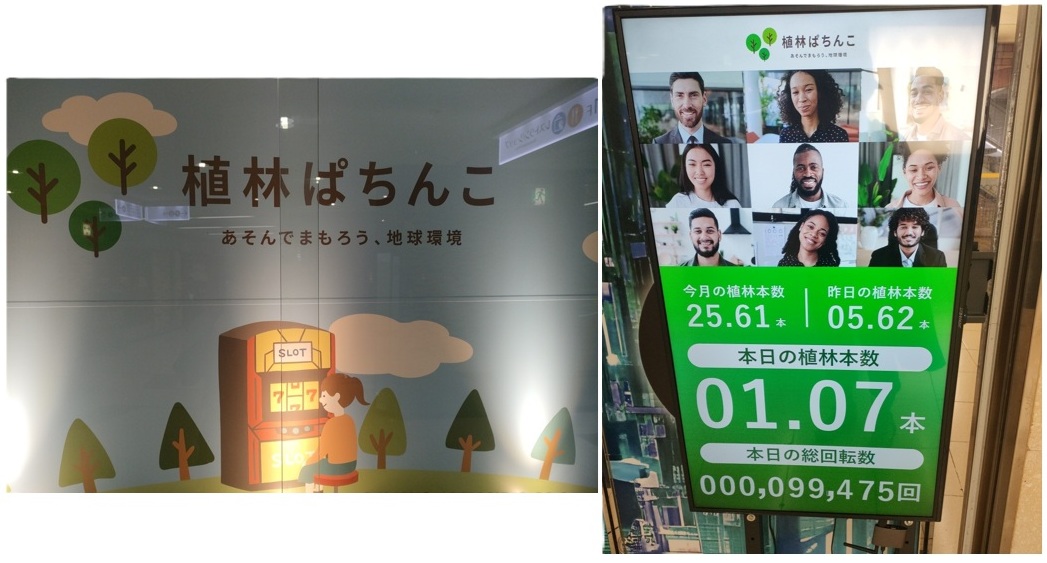 植林ぱちんこ
あそんでまもろう、地球環境
SLOT
7 7 7
植林ぱちんこ
あそんでまもろう、地球環境
今月の植林本数
25.61本
昨日の植林本数
05.62本
本日の植林本数
01.07本
本日の総回転数
000,099,475回